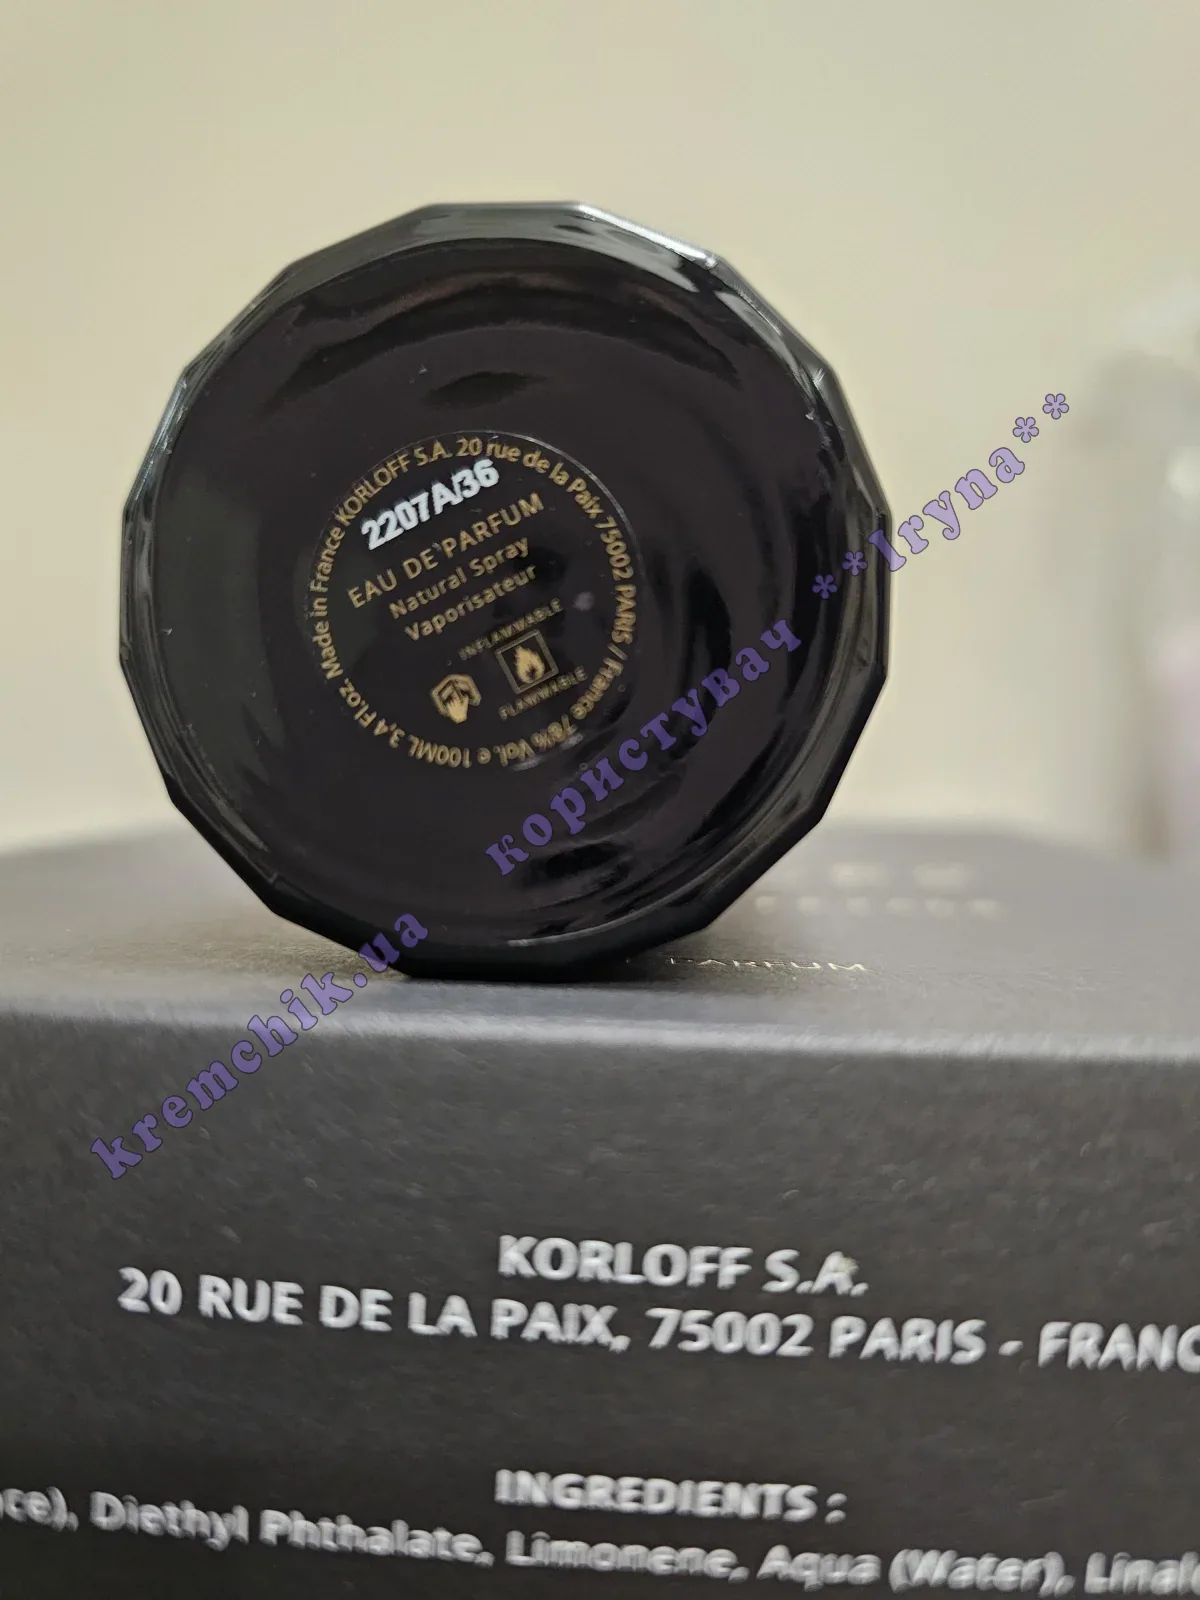 Made in France KORLOFF S.A. 20 rue de la Paix 75002 PARIS / France 78% Vol. e 100ML 3,4 Fl.oz.
2207A/36
EAU DE PARFUM
Natural Spray
Vaporisateur
INFLAMMABLE
FLAMMABLE
**Iryna**
користувач
kremchik.ua
PARFUM
KORLOFF S.A.
20 RUE DE LA PAIX, 75002 PARIS - FRANC
INGREDIENTS :
ce), Diethyl Phthalate, Limonene, Aqua (Water), Linal